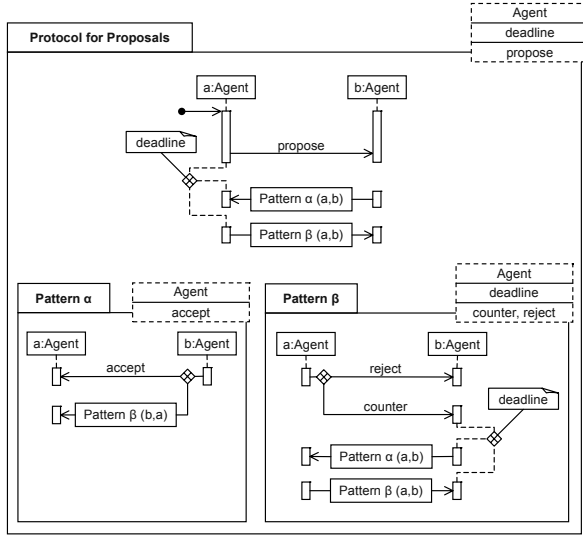 Agent
deadline
propose
Protocol for Proposals
a:Agent
b:Agent
deadline
propose
Pattern α (a,b)
Pattern β (a,b)
Pattern α
Agent
accept
a:Agent
b:Agent
accept
Pattern β (b,a)
Pattern β
Agent
deadline
counter, reject
a:Agent
b:Agent
reject
counter
deadline
Pattern α (a,b)
Pattern β (a,b)